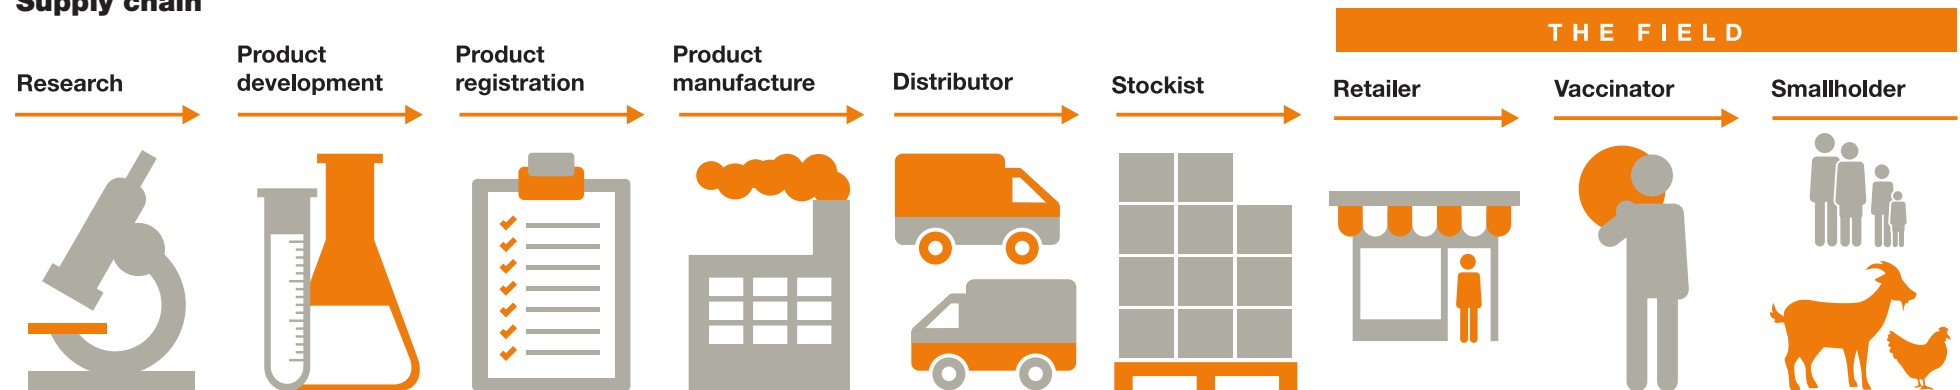 Supply chain
THE FIELD
Research
Product
development
Product
registration
Product
manufacture
Distributor
Stockist
Retailer
Vaccinator
Smallholder